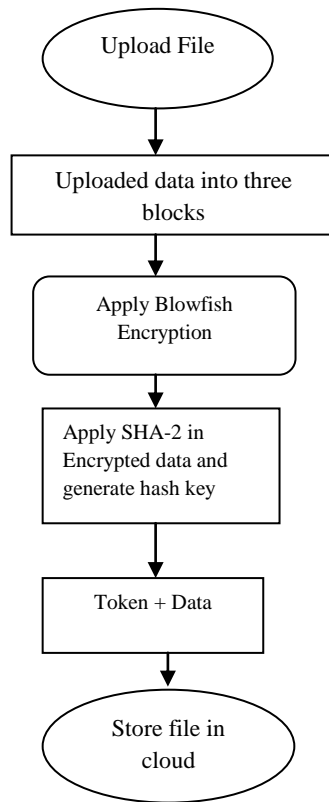 Upload File
Uploaded data into three
blocks
Apply Blowfish
Encryption
Apply SHA-2 in
Encrypted data and
generate hash key
Token + Data
Store file in
cloud